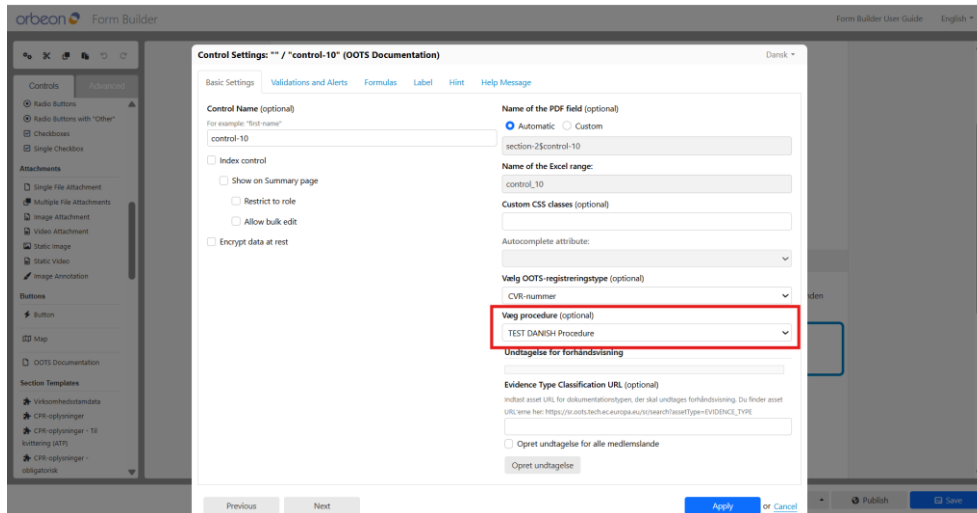 orbeon Form Builder
Form Builder User Guide English
Control Settings: "" / "control-10" (OOTS Documentation)
Dansk
Controls Advanced
Radio Buttons
Radio Buttons with "Other"
Checkboxes
Single Checkbox
Attachments
Single File Attachment
Multiple File Attachments
Image Attachment
Video Attachment
Static Image
Static Video
Image Annotation
Buttons
Button
Map
OOTS Documentation
Section Templates
Virksomhedsstamdata
CPR-oplysninger
CPR-oplysninger - Til
kvittering (ATP)
CPR-oplysninger -
obligatorisk
Basic Settings Validations and Alerts Formulas Label Hint Help Message
Control Name (optional)
For example: "first-name"
control-10
Index control
Show on Summary page
Restrict to role
Allow bulk edit
Encrypt data at rest
Name of the PDF field (optional)
Automatic Custom
section-2$control-10
Name of the Excel range:
control_10
Custom CSS classes (optional)
Autocomplete attribute:
Vælg OOTS-registreringstype (optional)
CVR-nummer
Væg procedure (optional)
TEST DANISH Procedure
Undtagelse for forhåndsvisning
Evidence Type Classification URL (optional)
Indtast asset URL for dokumentationstypen, der skal undtages forhåndsvisning. Du finder asset
URL'erne her: https://sr.oots.tech.ec.europa.eu/sr/search?assetType=EVIDENCE_TYPE
Opret undtagelse for alle medlemslande
Opret undtagelse
nden
Previous Next Apply or Cancel
Publish Save